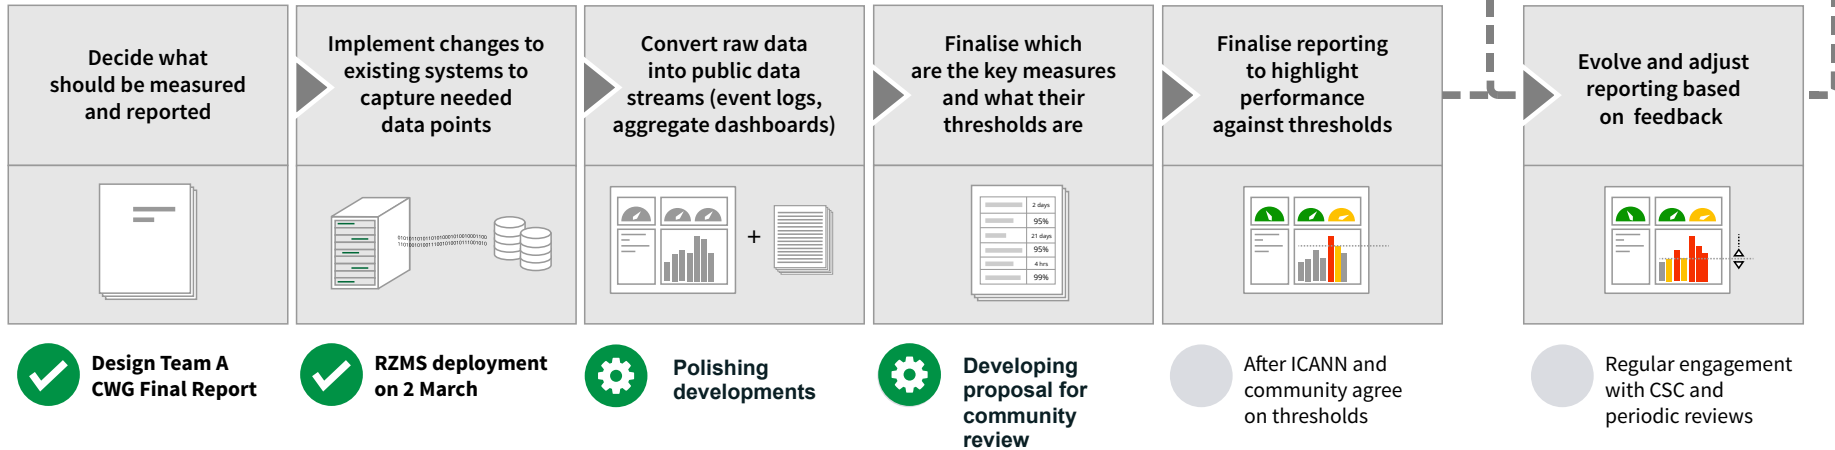 Decide what
should be measured
and reported
Implement changes to
existing systems to
capture needed
data points
Convert raw data
into public data
streams (event logs,
aggregate dashboards)
Finalise which
are the key measures
and what their
thresholds are
Finalise reporting
to highlight
performance
against thresholds
Evolve and adjust
reporting based
on feedback
+
2 days
95%
21 days
95%
4 hrs
99%
Design Team A
CWG Final Report
RZMS deployment
on 2 March
Polishing
developments
Developing
proposal for
community
review
After ICANN and
community agree
on thresholds
Regular engagement
with CSC and
periodic reviews